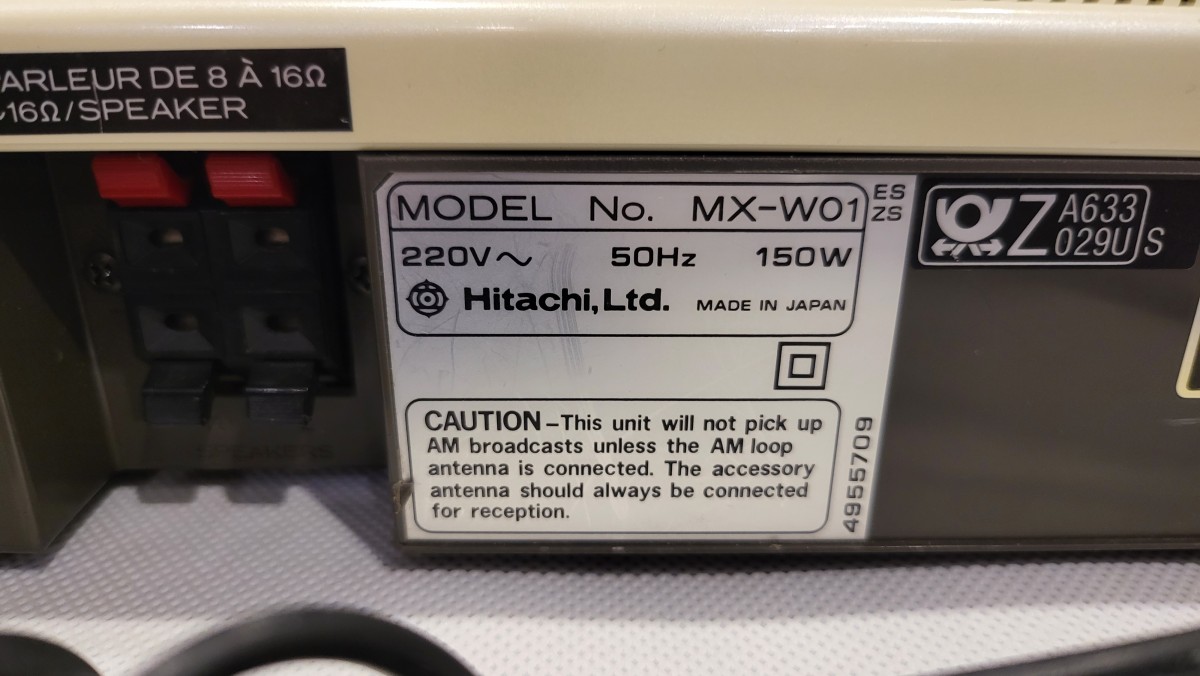 ARLEUR DE 8 À 16Ω
16Ω/SPEAKER
MODEL No. MX-W01
ES
ZS
220V～ 50Hz 150W
Hitachi, Ltd. MADE IN JAPAN
Z A633
029U S
CAUTION–This unit will not pick up
AM broadcasts unless the AM loop
antenna is connected. The accessory
antenna should always be connected
for reception.
4955709
SPEAKERS